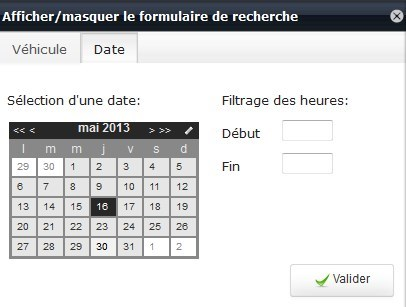 Afficher/masquer le formulaire de recherche
Véhicule Date
Sélection d'une date:
<< < mai 2013 > >>
l m m j v s d
29 30 1 2 3 4 5
6 7 8 9 10 11 12
13 14 15 16 17 18 19
20 21 22 23 24 25 26
27 28 29 30 31 1 2
Filtrage des heures:
Début
Fin
Valider